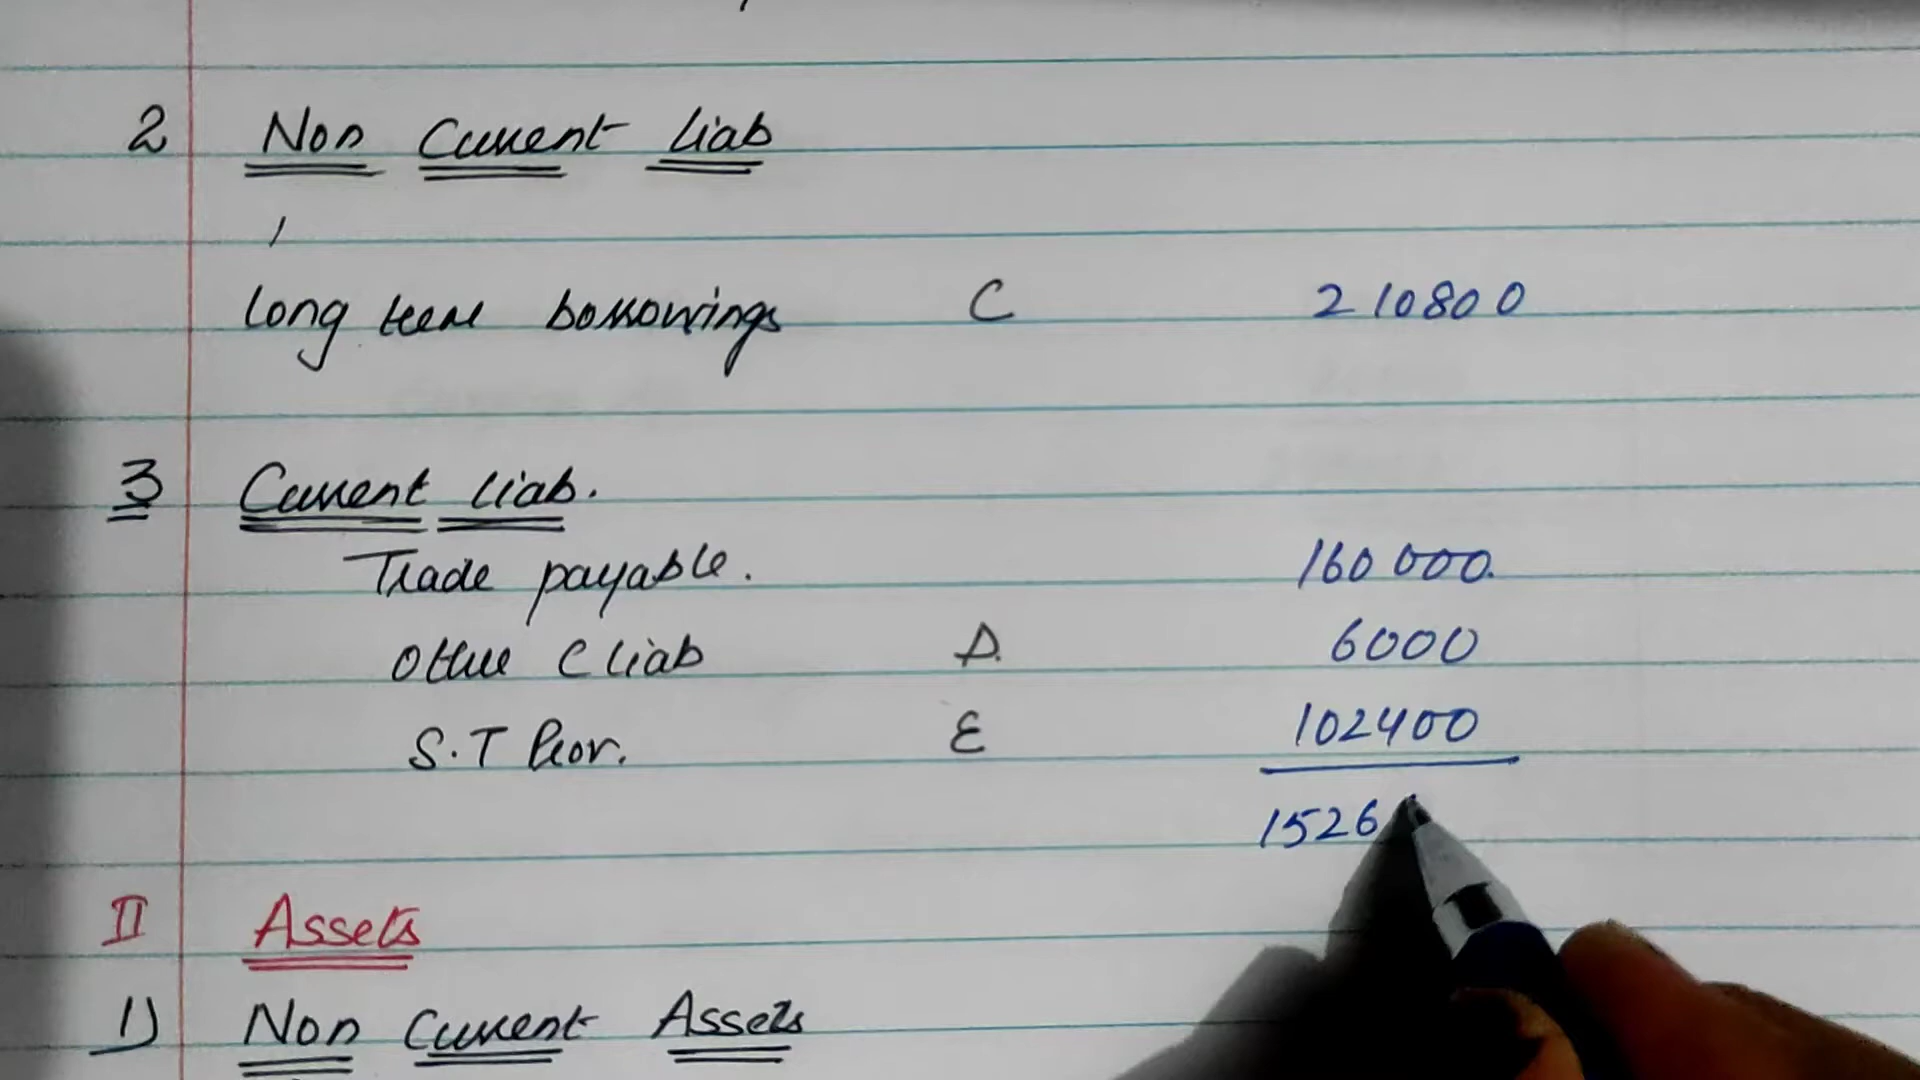 2 Non Current liab
long term borrowings C 210800
3 Current liab.
Trade payable. 160000.
Other C liab D. 6000
S.T Prov. E 102400
1526
II Assets
1) Non Current Assets